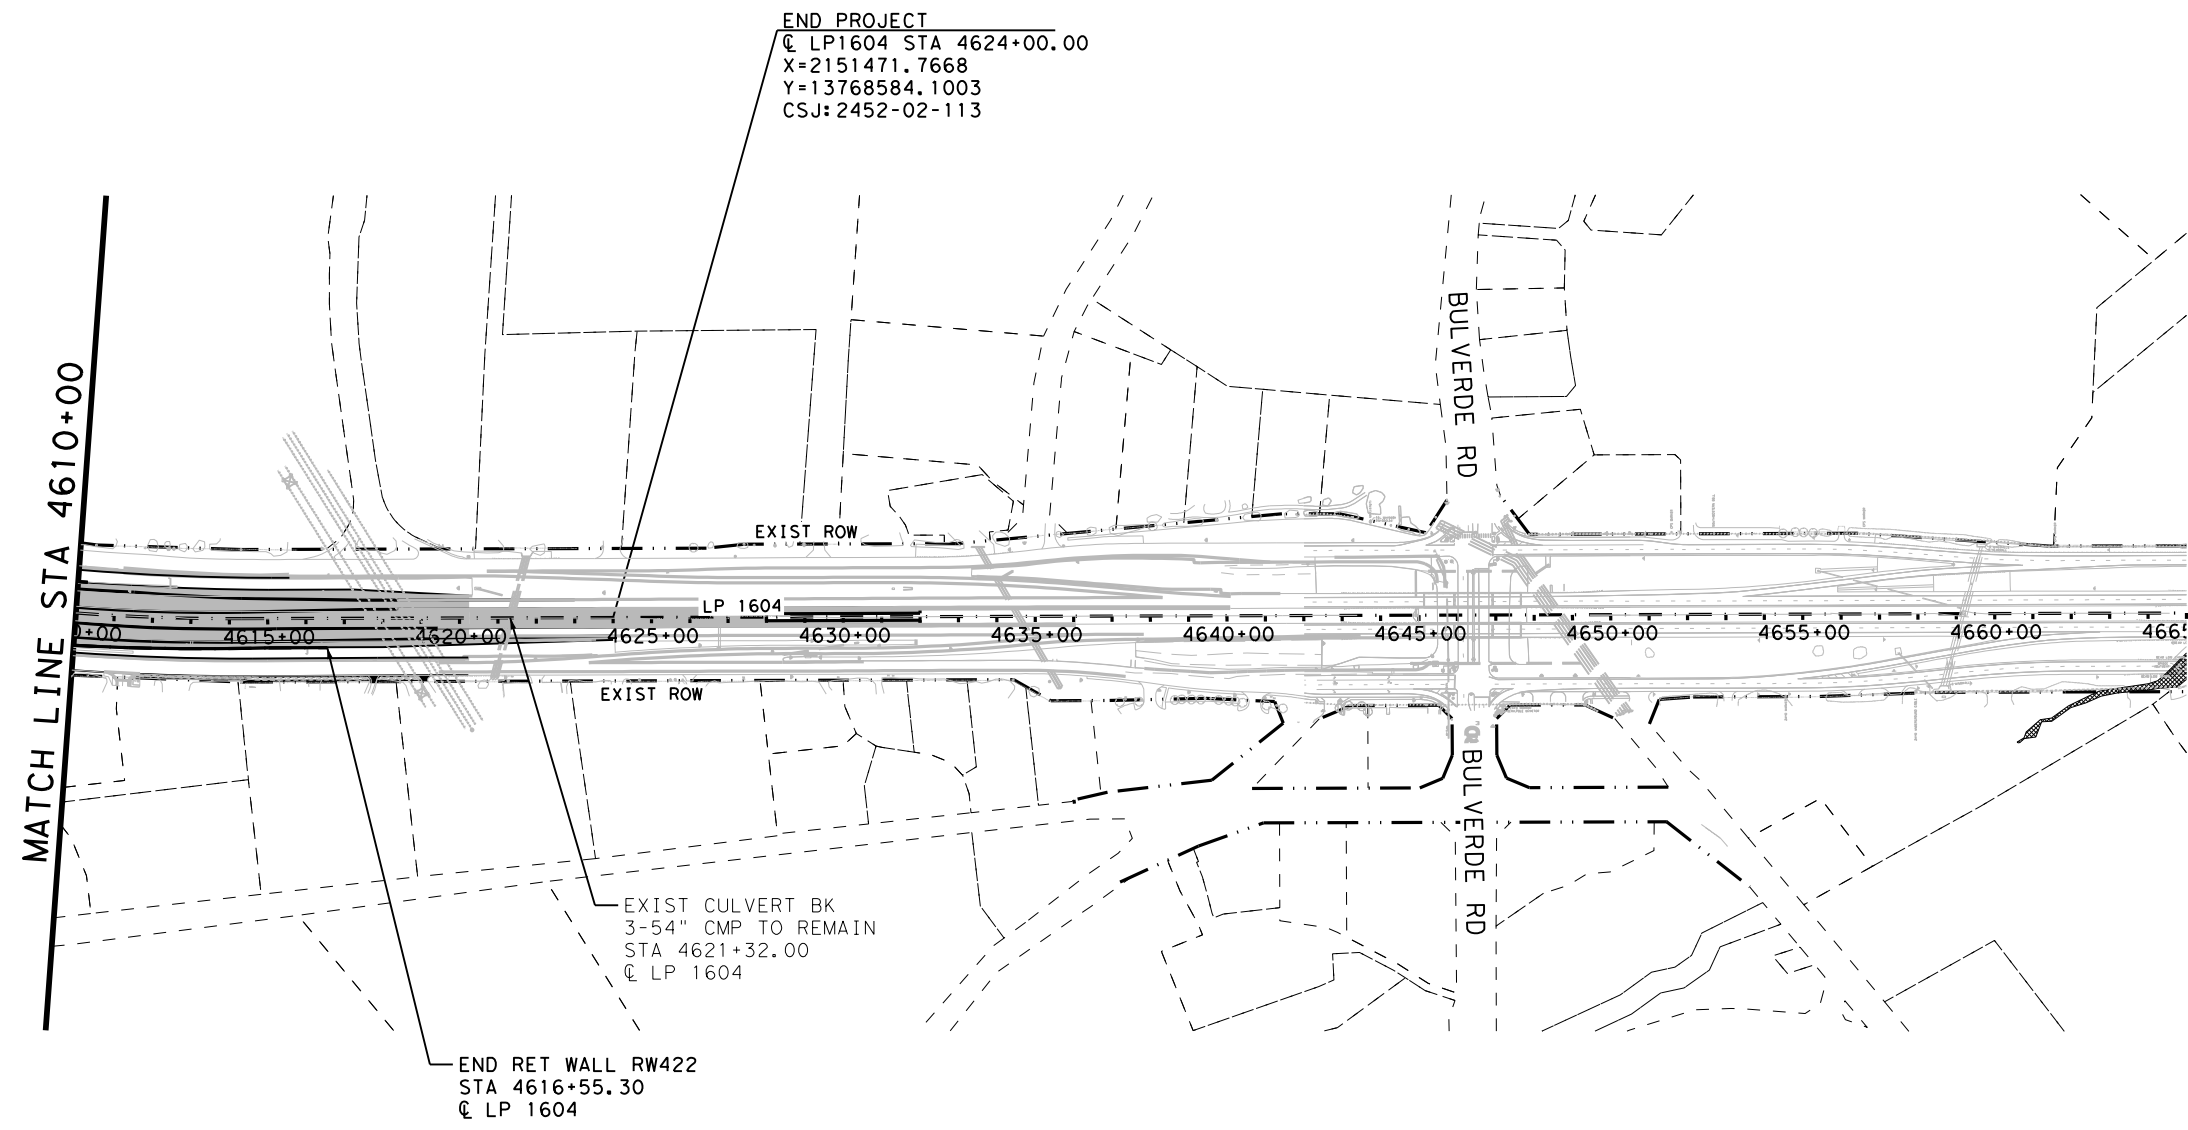 END PROJECT
℄ LP1604 STA 4624+00.00
X=2151471.7668
Y=13768584.1003
CSJ:2452-02-113
MATCH LINE STA 4610+00
BULVERDE RD
EXIST ROW
LP 1604
0+00 4615+00 4620+00 4625+00 4630+00 4635+00 4640+00 4645+00 4650+00 4655+00 4660+00 4665
EXIST ROW
BULVERDE RD
EXIST CULVERT BK
3-54" CMP TO REMAIN
STA 4621+32.00
℄ LP 1604
END RET WALL RW422
STA 4616+55.30
℄ LP 1604